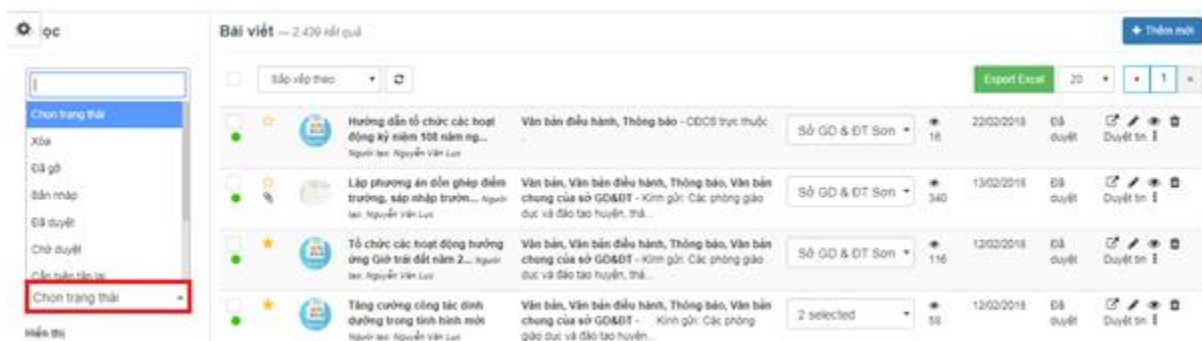 ọc
Bài viết — 2.439 kết quả
+ Thêm mới
Sắp xếp theo
Export Excel
20
1
Chọn trạng thái
Xóa
Đã gỡ
Bản nháp
Đã duyệt
Chờ duyệt
Chọn trạng thái
Hiển thị
Hướng dẫn tổ chức các hoạt
động kỷ niệm 108 năm ng...
Người tạo: Nguyễn Văn Lực
Văn bản điều hành, Thông báo - CĐCS trực thuộc
Sở GD & ĐT Sơn
16
22/02/2018
Đã
duyệt
Duyệt tin
Lập phương án dồn ghép điểm
trường, sáp nhập trườn... Người
tạo: Nguyễn Văn Lực
Văn bản, Văn bản điều hành, Thông báo, Văn bản
chung của sở GD&ĐT - Kính gửi: Các phòng giáo
dục và đào tạo huyện, thà...
Sở GD & ĐT Sơn
340
13/02/2018
Đã
duyệt
Duyệt tin
Tổ chức các hoạt động hưởng
ứng Giờ trái đất năm 2... Người
tạo: Nguyễn Văn Lực
Văn bản, Văn bản điều hành, Thông báo, Văn bản
chung của sở GD&ĐT - Kính gửi: Các phòng giáo
dục và đào tạo huyện, thà...
Sở GD & ĐT Sơn
116
12/02/2018
Đã
duyệt
Duyệt tin
Tăng cường công tác dinh
dưỡng trong tình hình mới
Người tạo: Nguyễn Văn Lực
Văn bản, Văn bản điều hành, Thông báo, Văn bản
chung của sở GD&ĐT - Kính gửi: Các phòng
giáo dục và đào tạo huyện...
2 selected
58
12/02/2018
Đã
duyệt
Duyệt tin